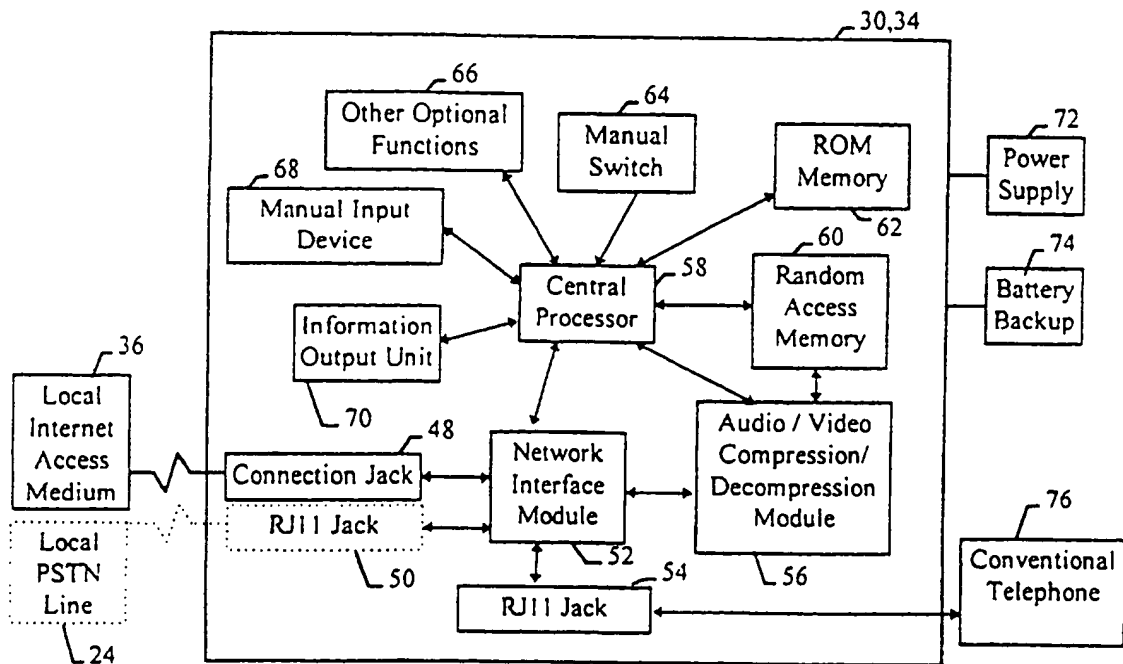 30,34
66
Other Optional
Functions
64
Manual
Switch
ROM
Memory
62
72
Power
Supply
68
Manual Input
Device
58
Central
Processor
60
Random
Access
Memory
74
Battery
Backup
Information
Output Unit
70
36
Local
Internet
Access
Medium
48
Connection Jack
Network
Interface
Module
52
Audio / Video
Compression/
Decompression
Module
56
RJ11 Jack
50
Local
PSTN
Line
24
54
RJ11 Jack
76
Conventional
Telephone